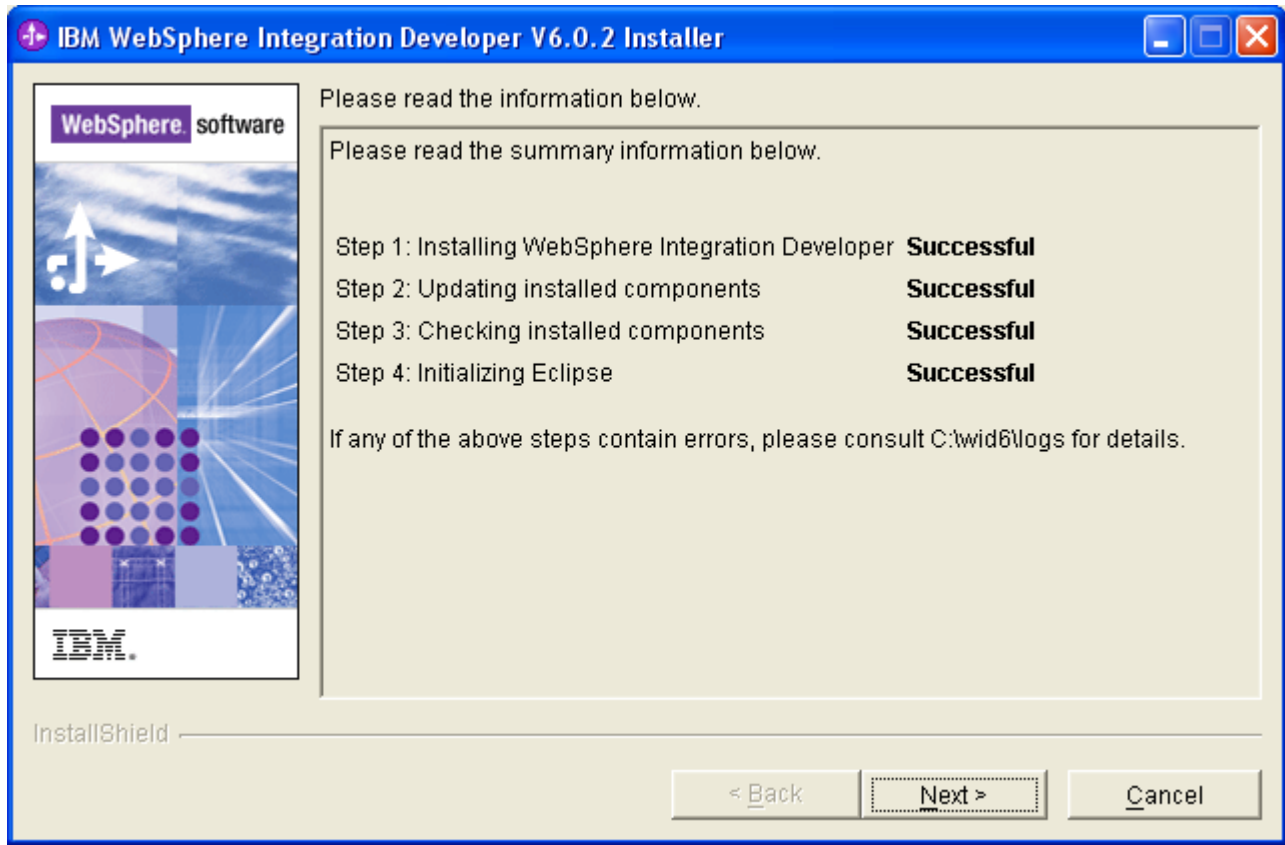 IBM WebSphere Integration Developer V6.0.2 Installer
WebSphere. software
IBM.
Please read the information below.
Please read the summary information below.
Step 1: Installing WebSphere Integration Developer Successful
Step 2: Updating installed components Successful
Step 3: Checking installed components Successful
Step 4: Initializing Eclipse Successful
If any of the above steps contain errors, please consult C:\wid6\logs for details.
InstallShield
< Back Next > Cancel